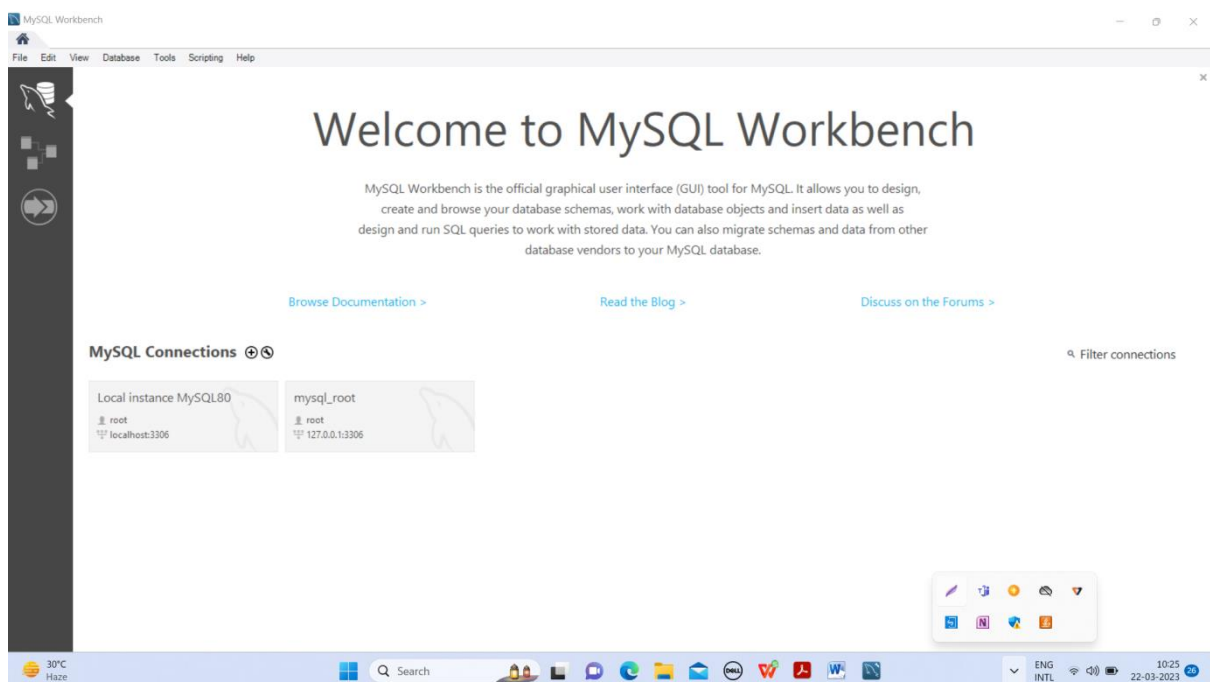 MySQL Workbench
File Edit View Database Tools Scripting Help
Welcome to MySQL Workbench
MySQL Workbench is the official graphical user interface (GUI) tool for MySQL. It allows you to design,
create and browse your database schemas, work with database objects and insert data as well as
design and run SQL queries to work with stored data. You can also migrate schemas and data from other
database vendors to your MySQL database.
Browse Documentation > Read the Blog > Discuss on the Forums >
MySQL Connections Filter connections
Local instance MySQL80
root
localhost:3306
mysql_root
root
127.0.0.1:3306
30°C
Haze
Search
DELL
W
ENG
INTL
10:25
22-03-2023
26